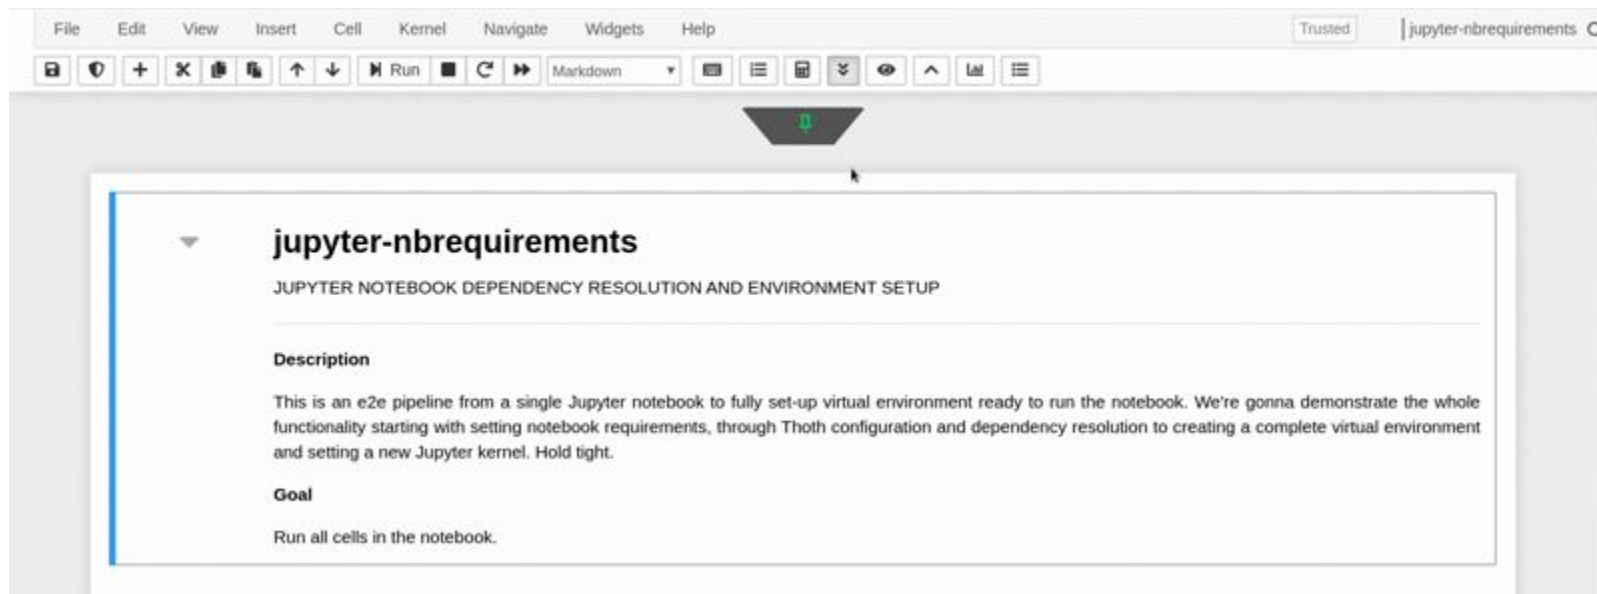 File Edit View Insert Cell Kernel Navigate Widgets Help Trusted jupyter-nbrequirements
Run Markdown
jupyter-nbrequirements
JUPYTER NOTEBOOK DEPENDENCY RESOLUTION AND ENVIRONMENT SETUP
Description
This is an e2e pipeline from a single Jupyter notebook to fully set-up virtual environment ready to run the notebook. We're gonna demonstrate the whole
functionality starting with setting notebook requirements, through Thoth configuration and dependency resolution to creating a complete virtual environment
and setting a new Jupyter kernel. Hold tight.
Goal
Run all cells in the notebook.